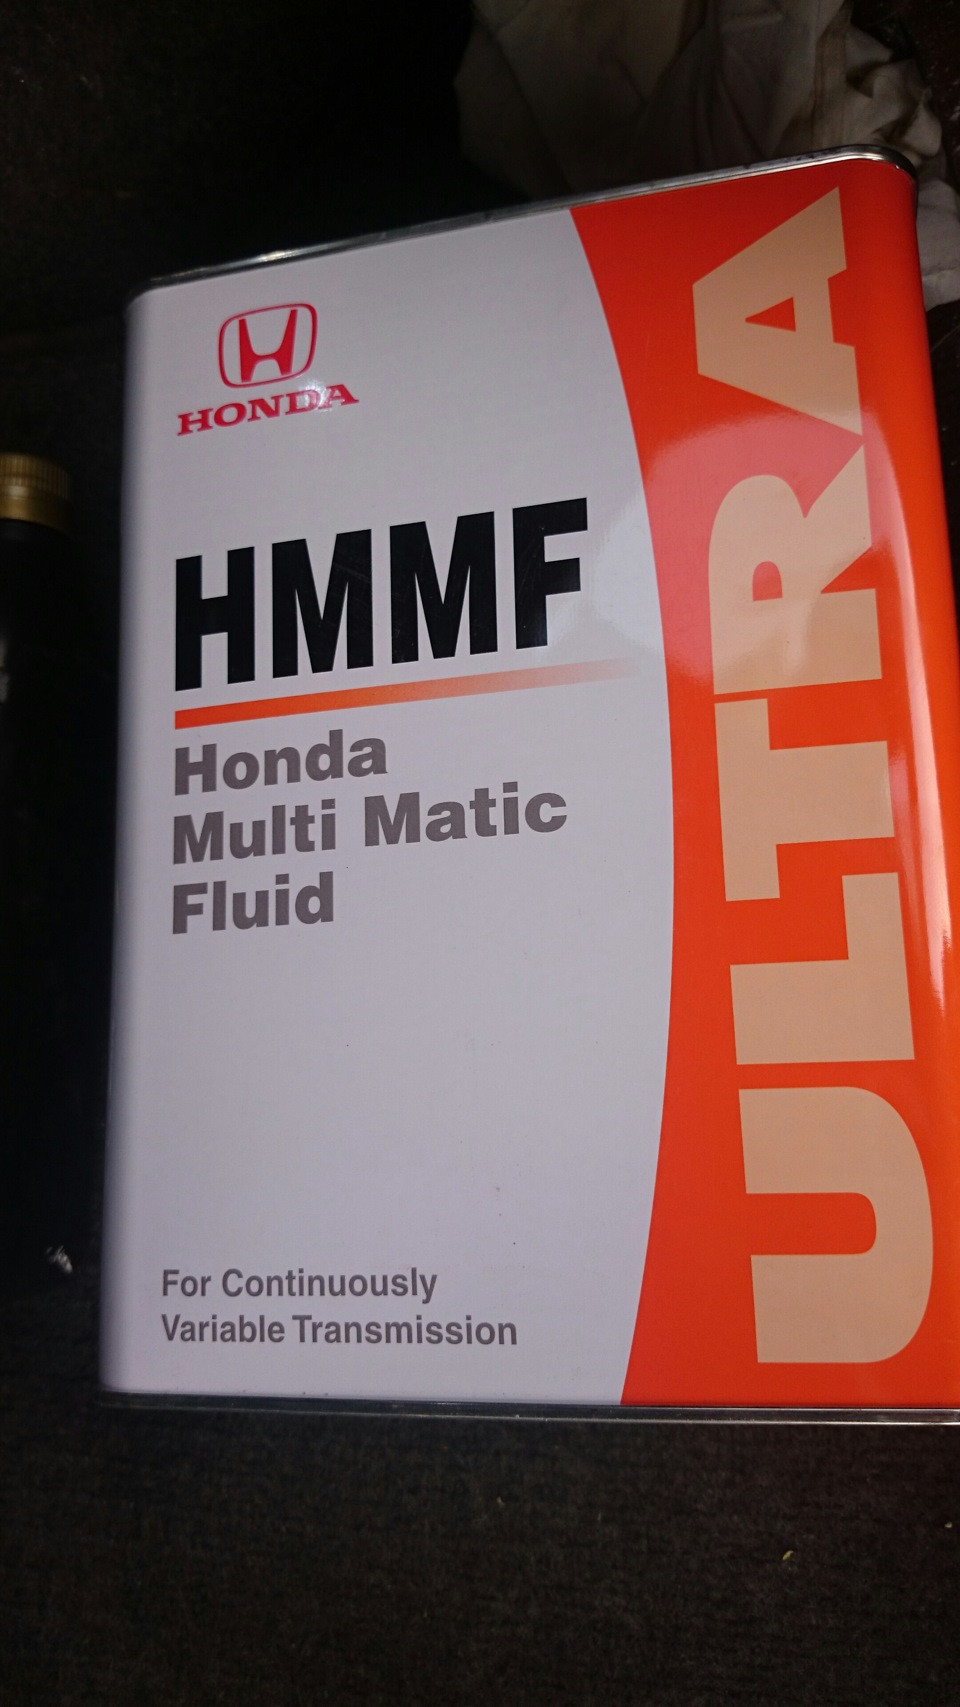 HONDA
HMMF
Honda
Multi Matic
Fluid
For Continuously
Variable Transmission
ULTRA